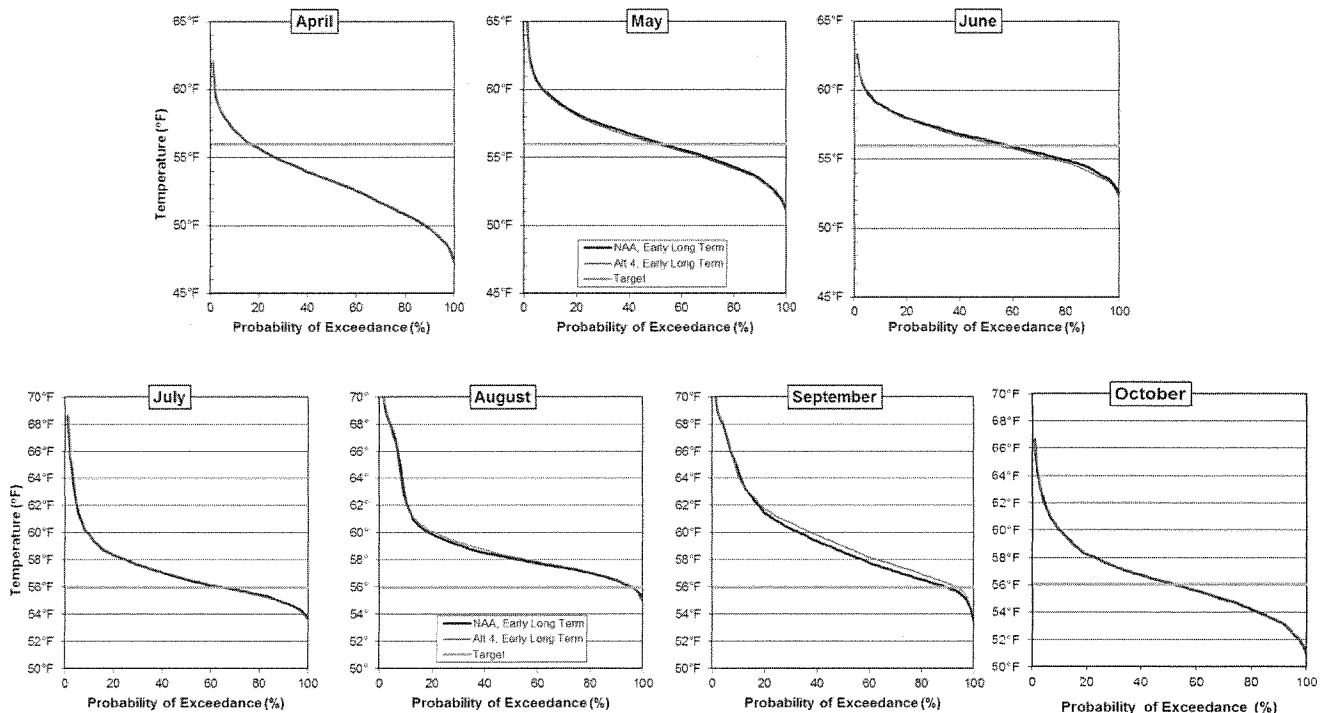 April
May
June
65°F
60°F
55°F
50°F
45°F
Temperature (°F)
0 20 40 60 80 100
Probability of Exceedance (%)
65°F
60°F
55°F
50°F
45°F
NAA, Early Long Term
Alt 4, Early Long Term
Target
0 20 40 60 80 100
Probability of Exceedance (%)
65°F
60°F
55°F
50°F
45°F
0 20 40 60 80 100
Probability of Exceedance (%)
July
August
September
October
70°F
68°F
66°F
64°F
62°F
60°F
58°F
56°F
54°F
52°F
50°F
Temperature (°F)
0 20 40 60 80 100
Probability of Exceedance (%)
70°
68°
66°
64°
62°
60°
58°
56°
54°
52°
50°
NAA, Early Long Term
Alt 4, Early Long Term
Target
0 20 40 60 80 100
Probability of Exceedance (%)
70°F
68°F
66°F
64°F
62°F
60°F
58°F
56°F
54°F
52°F
50°F
0 20 40 60 80 100
Probability of Exceedance (%)
70°F
68°F
66°F
64°F
62°F
60°F
58°F
56°F
54°F
52°F
50°F
0 20 40 60 80 100
Probability of Exceedance (%)